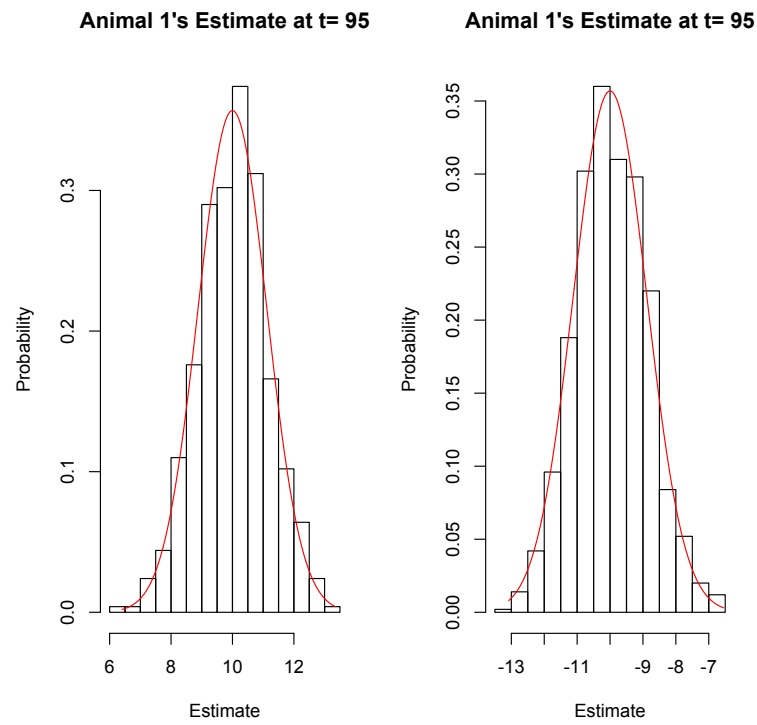 Animal 1's Estimate at t= 95
Probability
0.0
0.1
0.2
0.3
6 8 10 12
Estimate
Animal 1's Estimate at t= 95
Probability
0.00
0.05
0.10
0.15
0.20
0.25
0.30
0.35
-13 -11 -9 -8 -7
Estimate